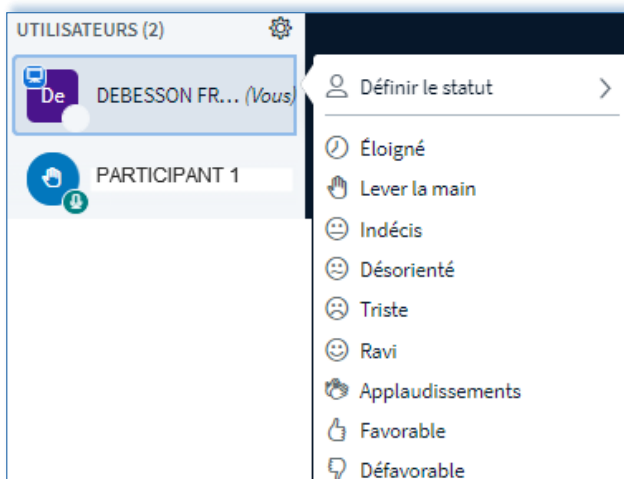 UTILISATEURS (2)
De DEBESSON FR... (Vous)
PARTICIPANT 1
Définir le statut
Éloigné
Lever la main
Indécis
Désorienté
Triste
Ravi
Applaudissements
Favorable
Défavorable